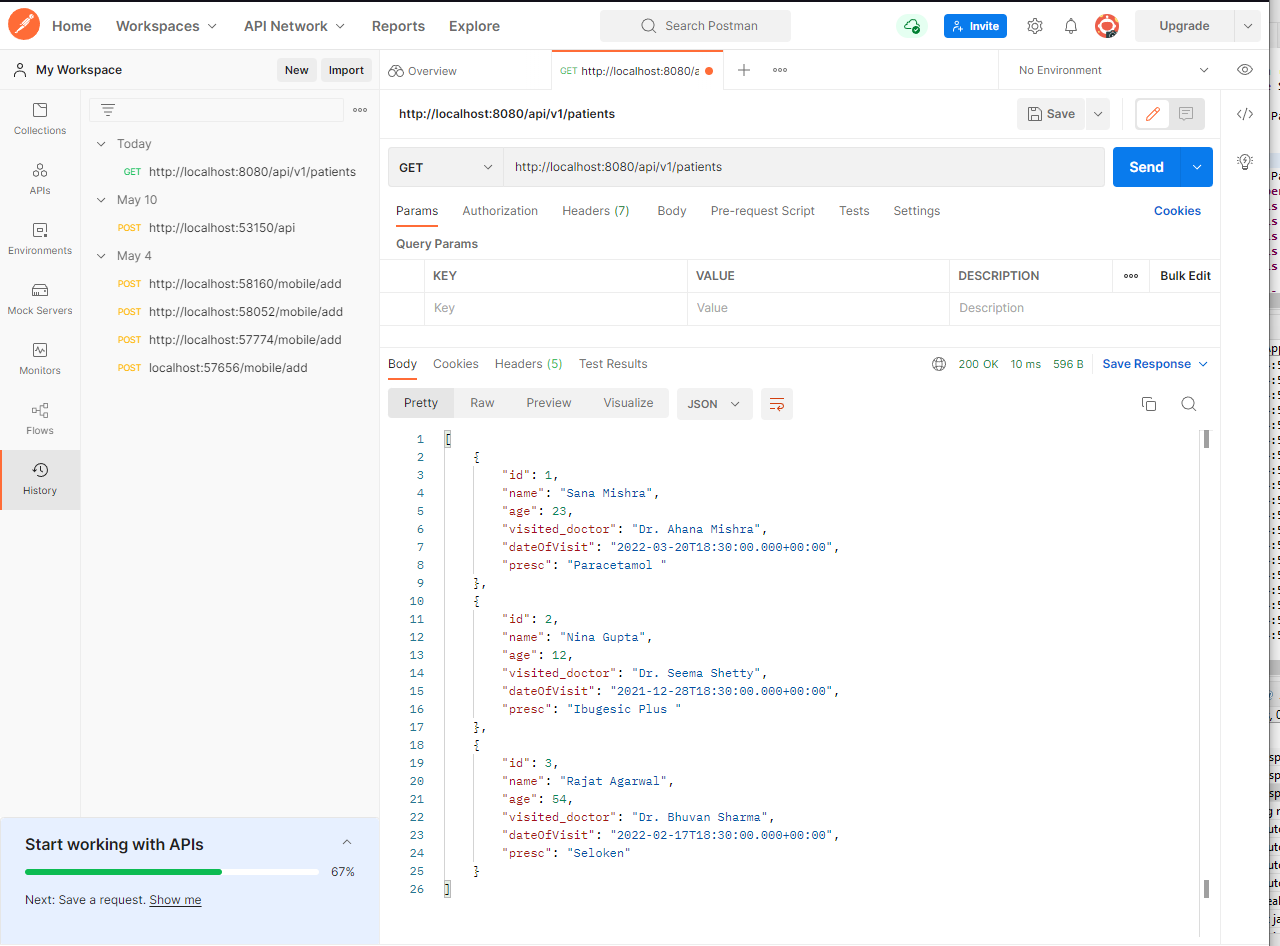 Home Workspaces API Network Reports Explore Search Postman Invite Upgrade
My Workspace New Import Overview GET http://localhost:8080/a No Environment
Collections
APIs
Environments
Mock Servers
Monitors
Flows
History
Today
GET http://localhost:8080/api/v1/patients
May 10
POST http://localhost:53150/api
May 4
POST http://localhost:58160/mobile/add
POST http://localhost:58052/mobile/add
POST http://localhost:57774/mobile/add
POST localhost:57656/mobile/add
Start working with APIs
67%
Next: Save a request. Show me
http://localhost:8080/api/v1/patients Save
GET http://localhost:8080/api/v1/patients Send
Params Authorization Headers (7) Body Pre-request Script Tests Settings Cookies
Query Params
KEY VALUE DESCRIPTION Bulk Edit
Key Value Description
Body Cookies Headers (5) Test Results 200 OK 10 ms 596 B Save Response
Pretty Raw Preview Visualize JSON
1 [
2 {
3 "id": 1,
4 "name": "Sana Mishra",
5 "age": 23,
6 "visited_doctor": "Dr. Ahana Mishra",
7 "dateOfVisit": "2022-03-20T18:30:00.000+00:00",
8 "presc": "Paracetamol "
9 },
10 {
11 "id": 2,
12 "name": "Nina Gupta",
13 "age": 12,
14 "visited_doctor": "Dr. Seema Shetty",
15 "dateOfVisit": "2021-12-28T18:30:00.000+00:00",
16 "presc": "Ibugesic Plus "
17 },
18 {
19 "id": 3,
20 "name": "Rajat Agarwal",
21 "age": 54,
22 "visited_doctor": "Dr. Bhuvan Sharma",
23 "dateOfVisit": "2022-02-17T18:30:00.000+00:00",
24 "presc": "Seloken"
25 }
26 ]